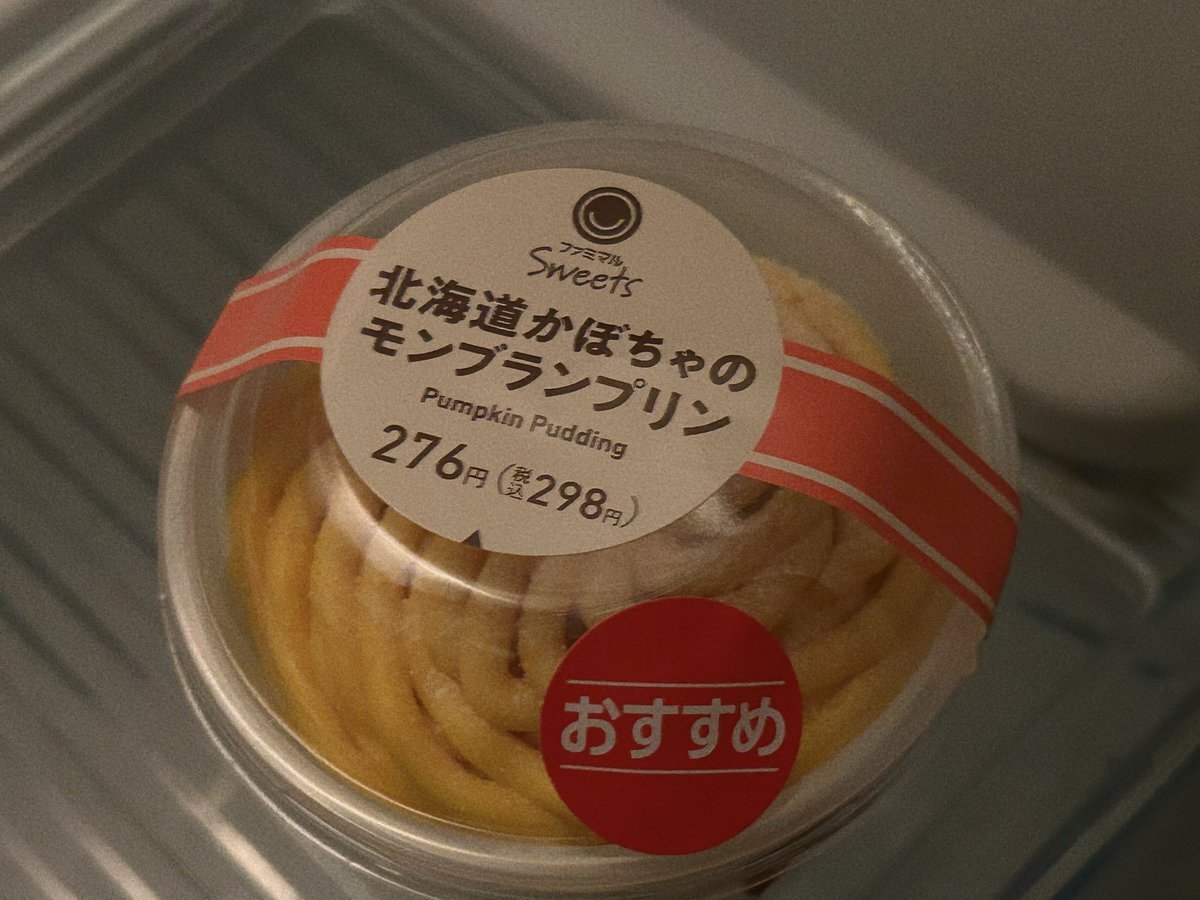 ファミマル
Sweets
北海道かぼちゃの
モンブランプリン
Pumpkin Pudding
276円(税込298円)
おすすめ